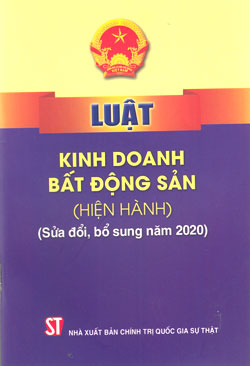 LUẬT
KINH DOANH
BẤT ĐỘNG SẢN
(HIỆN HÀNH)
(Sửa đổi, bổ sung năm 2020)
ST
NHÀ XUẤT BẢN CHÍNH TRỊ QUỐC GIA SỰ THẬT